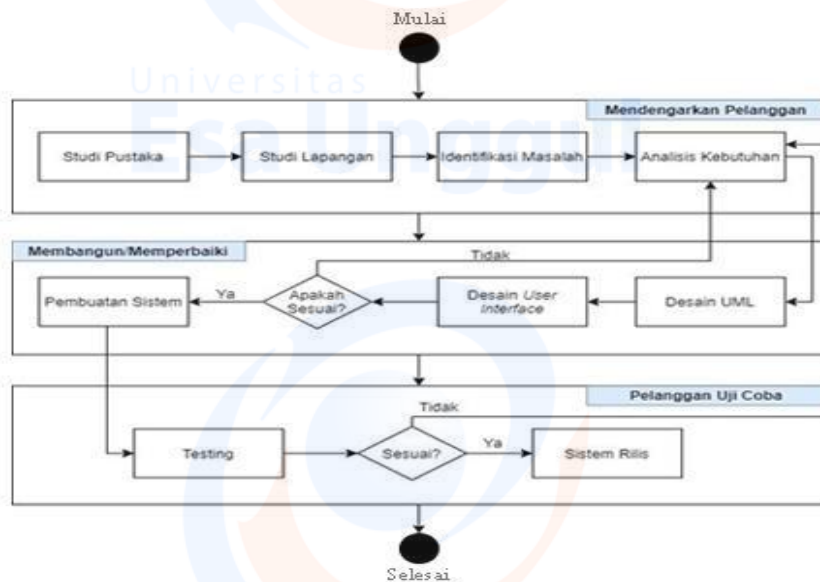 Mulai
Universitas
Esa Unggul
Mendengarkan Pelanggan
Studi Pustaka
Studi Lapangan
Identifikasi Masalah
Analisis Kebutuhan
Membangun/Memperbaiki
Tidak
Pembuatan Sistem
Ya
Apakah
Sesuai?
Desain User
Interface
Desain UML
Pelanggan Uji Coba
Tidak
Testing
Sesuai?
Ya
Sistem Rilis
Selesai